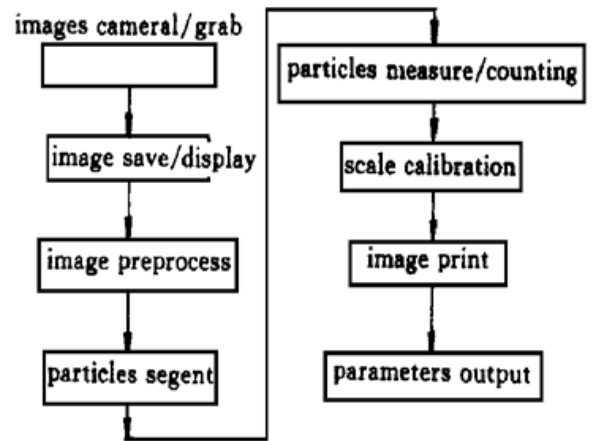 images cameral/grab
image save/display
image preprocess
particles segent
particles measure/counting
scale calibration
image print
parameters output